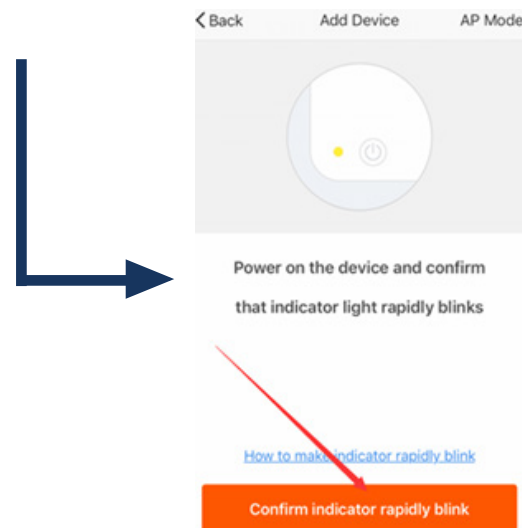 Back Add Device AP Mode
Power on the device and confirm
that indicator light rapidly blinks
How to make indicator rapidly blink
Confirm indicator rapidly blink